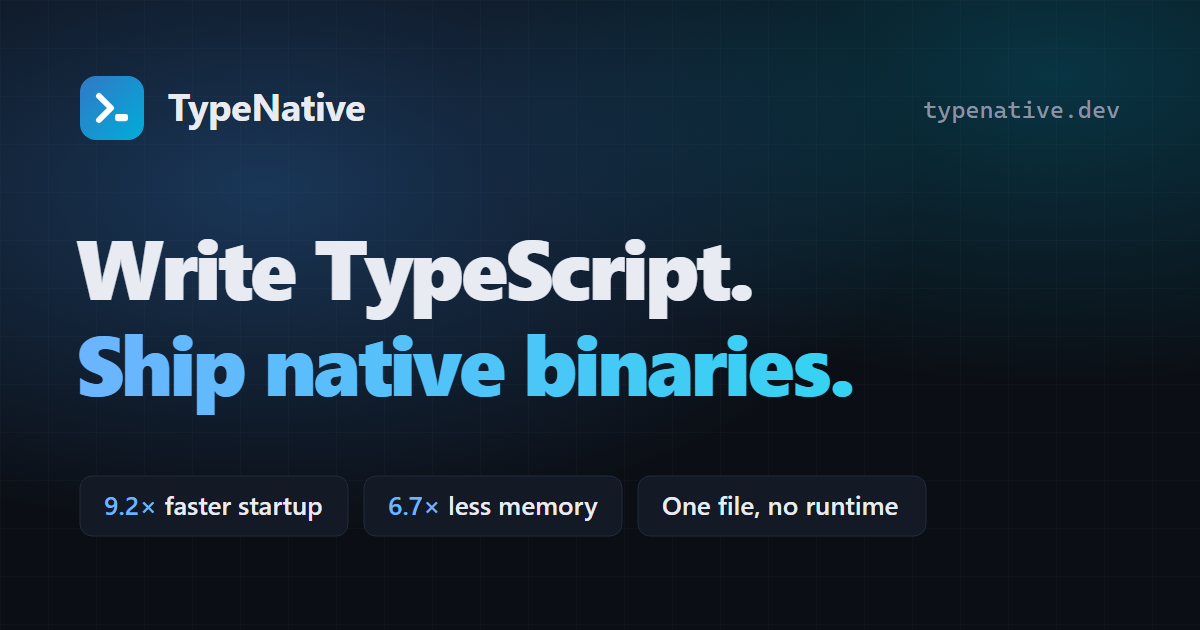 TypeNative
typenative.dev
Write TypeScript.
Ship native binaries.
9.2× faster startup
6.7× less memory
One file, no runtime